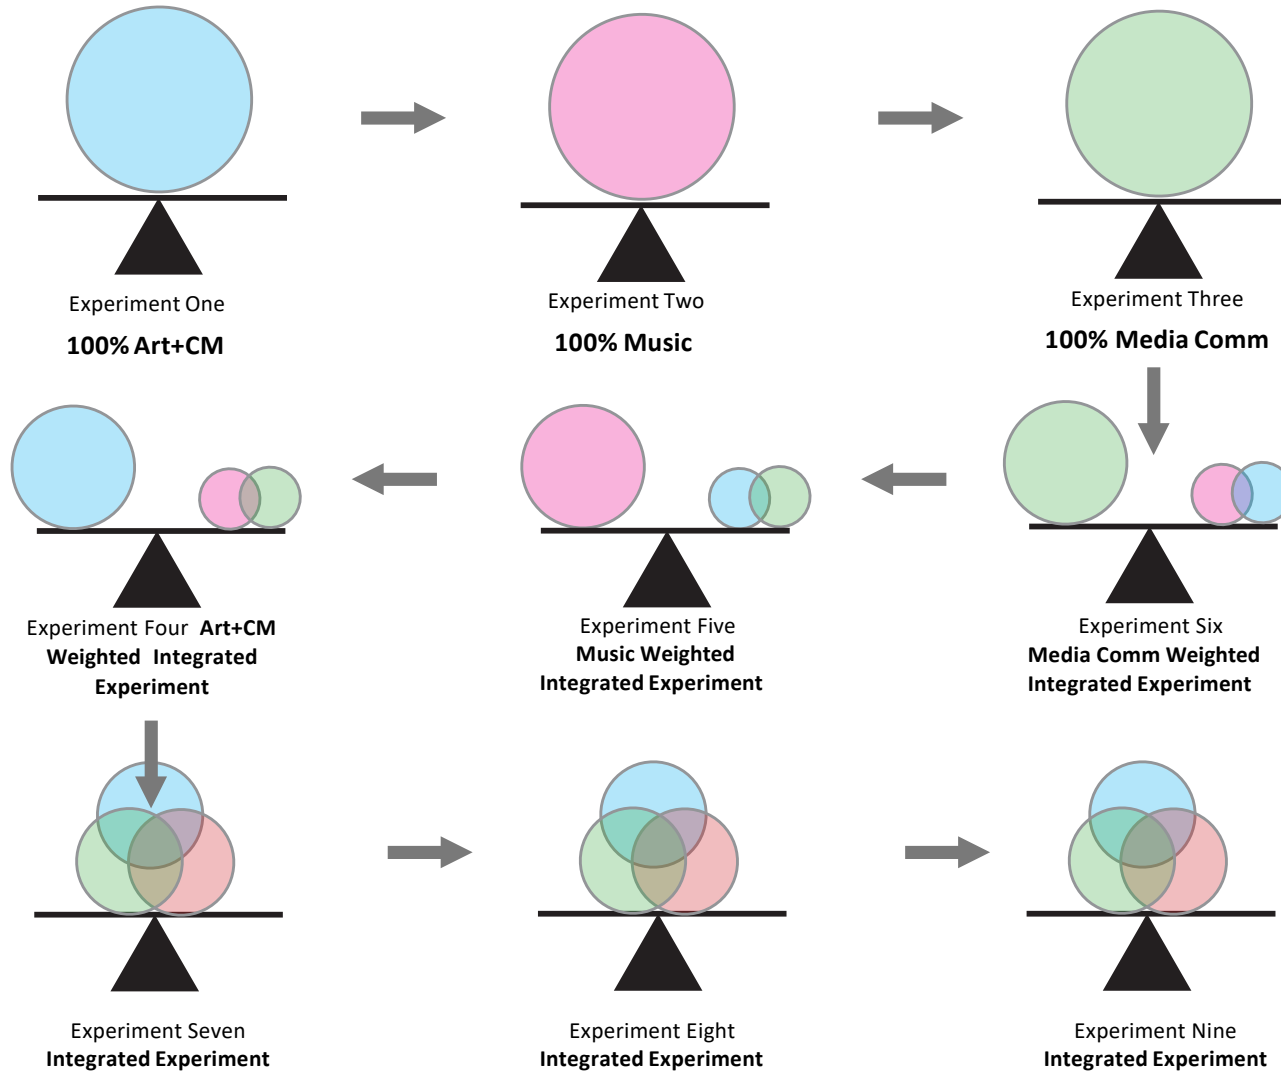 Experiment One
100% Art+CM
Experiment Two
100% Music
Experiment Three
100% Media Comm
Experiment Four Art+CM
Weighted Integrated
Experiment
Experiment Five
Music Weighted
Integrated Experiment
Experiment Six
Media Comm Weighted
Integrated Experiment
Experiment Seven
Integrated Experiment
Experiment Eight
Integrated Experiment
Experiment Nine
Integrated Experiment